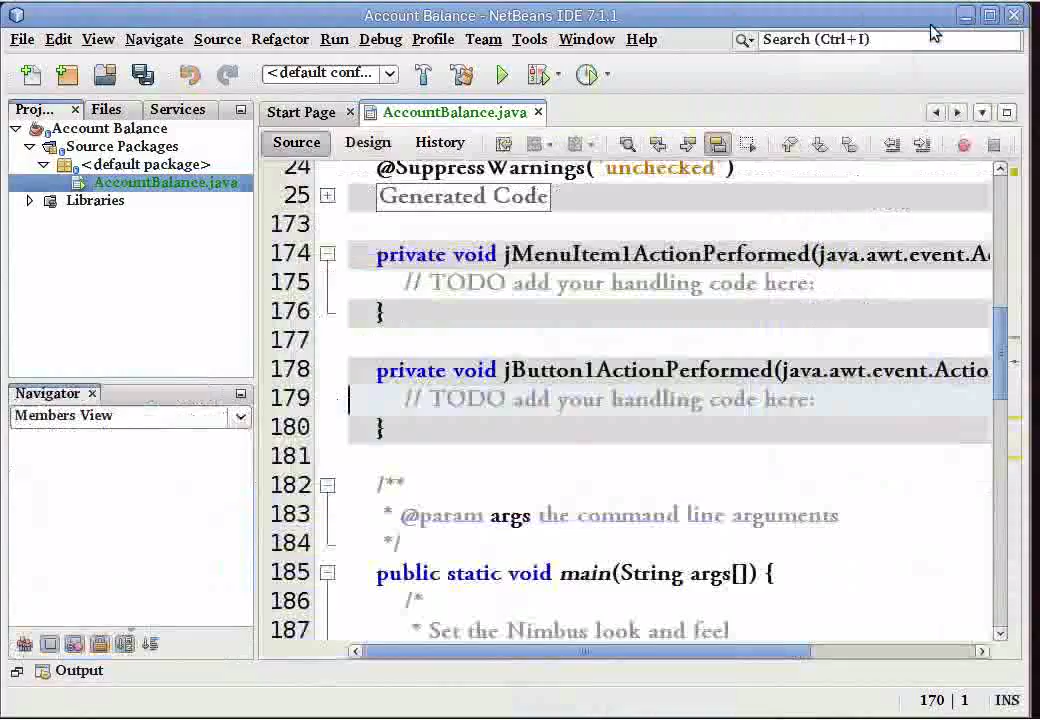 Account Balance - NetBeans IDE 7.1.1
File Edit View Navigate Source Refactor Run Debug Profile Team Tools Window Help
Search (Ctrl+I)
<default conf...
Proj... × Files Services
Start Page × AccountBalance.java ×
Account Balance
Source Packages
<default package>
AccountBalance.java
Libraries
Navigator ×
Members View
Source Design History
24 @SuppressWarnings("unchecked")
25 Generated Code
173
174 private void jMenuItem1ActionPerformed(java.awt.event.A
175 // TODO add your handling code here:
176 }
177
178 private void jButton1ActionPerformed(java.awt.event.Actio
179 // TODO add your handling code here:
180 }
181
182 /**
183 * @param args the command line arguments
184 */
185 public static void main(String args[]) {
186 /*
187 * Set the Nimbus look and feel
Output
170 | 1 INS